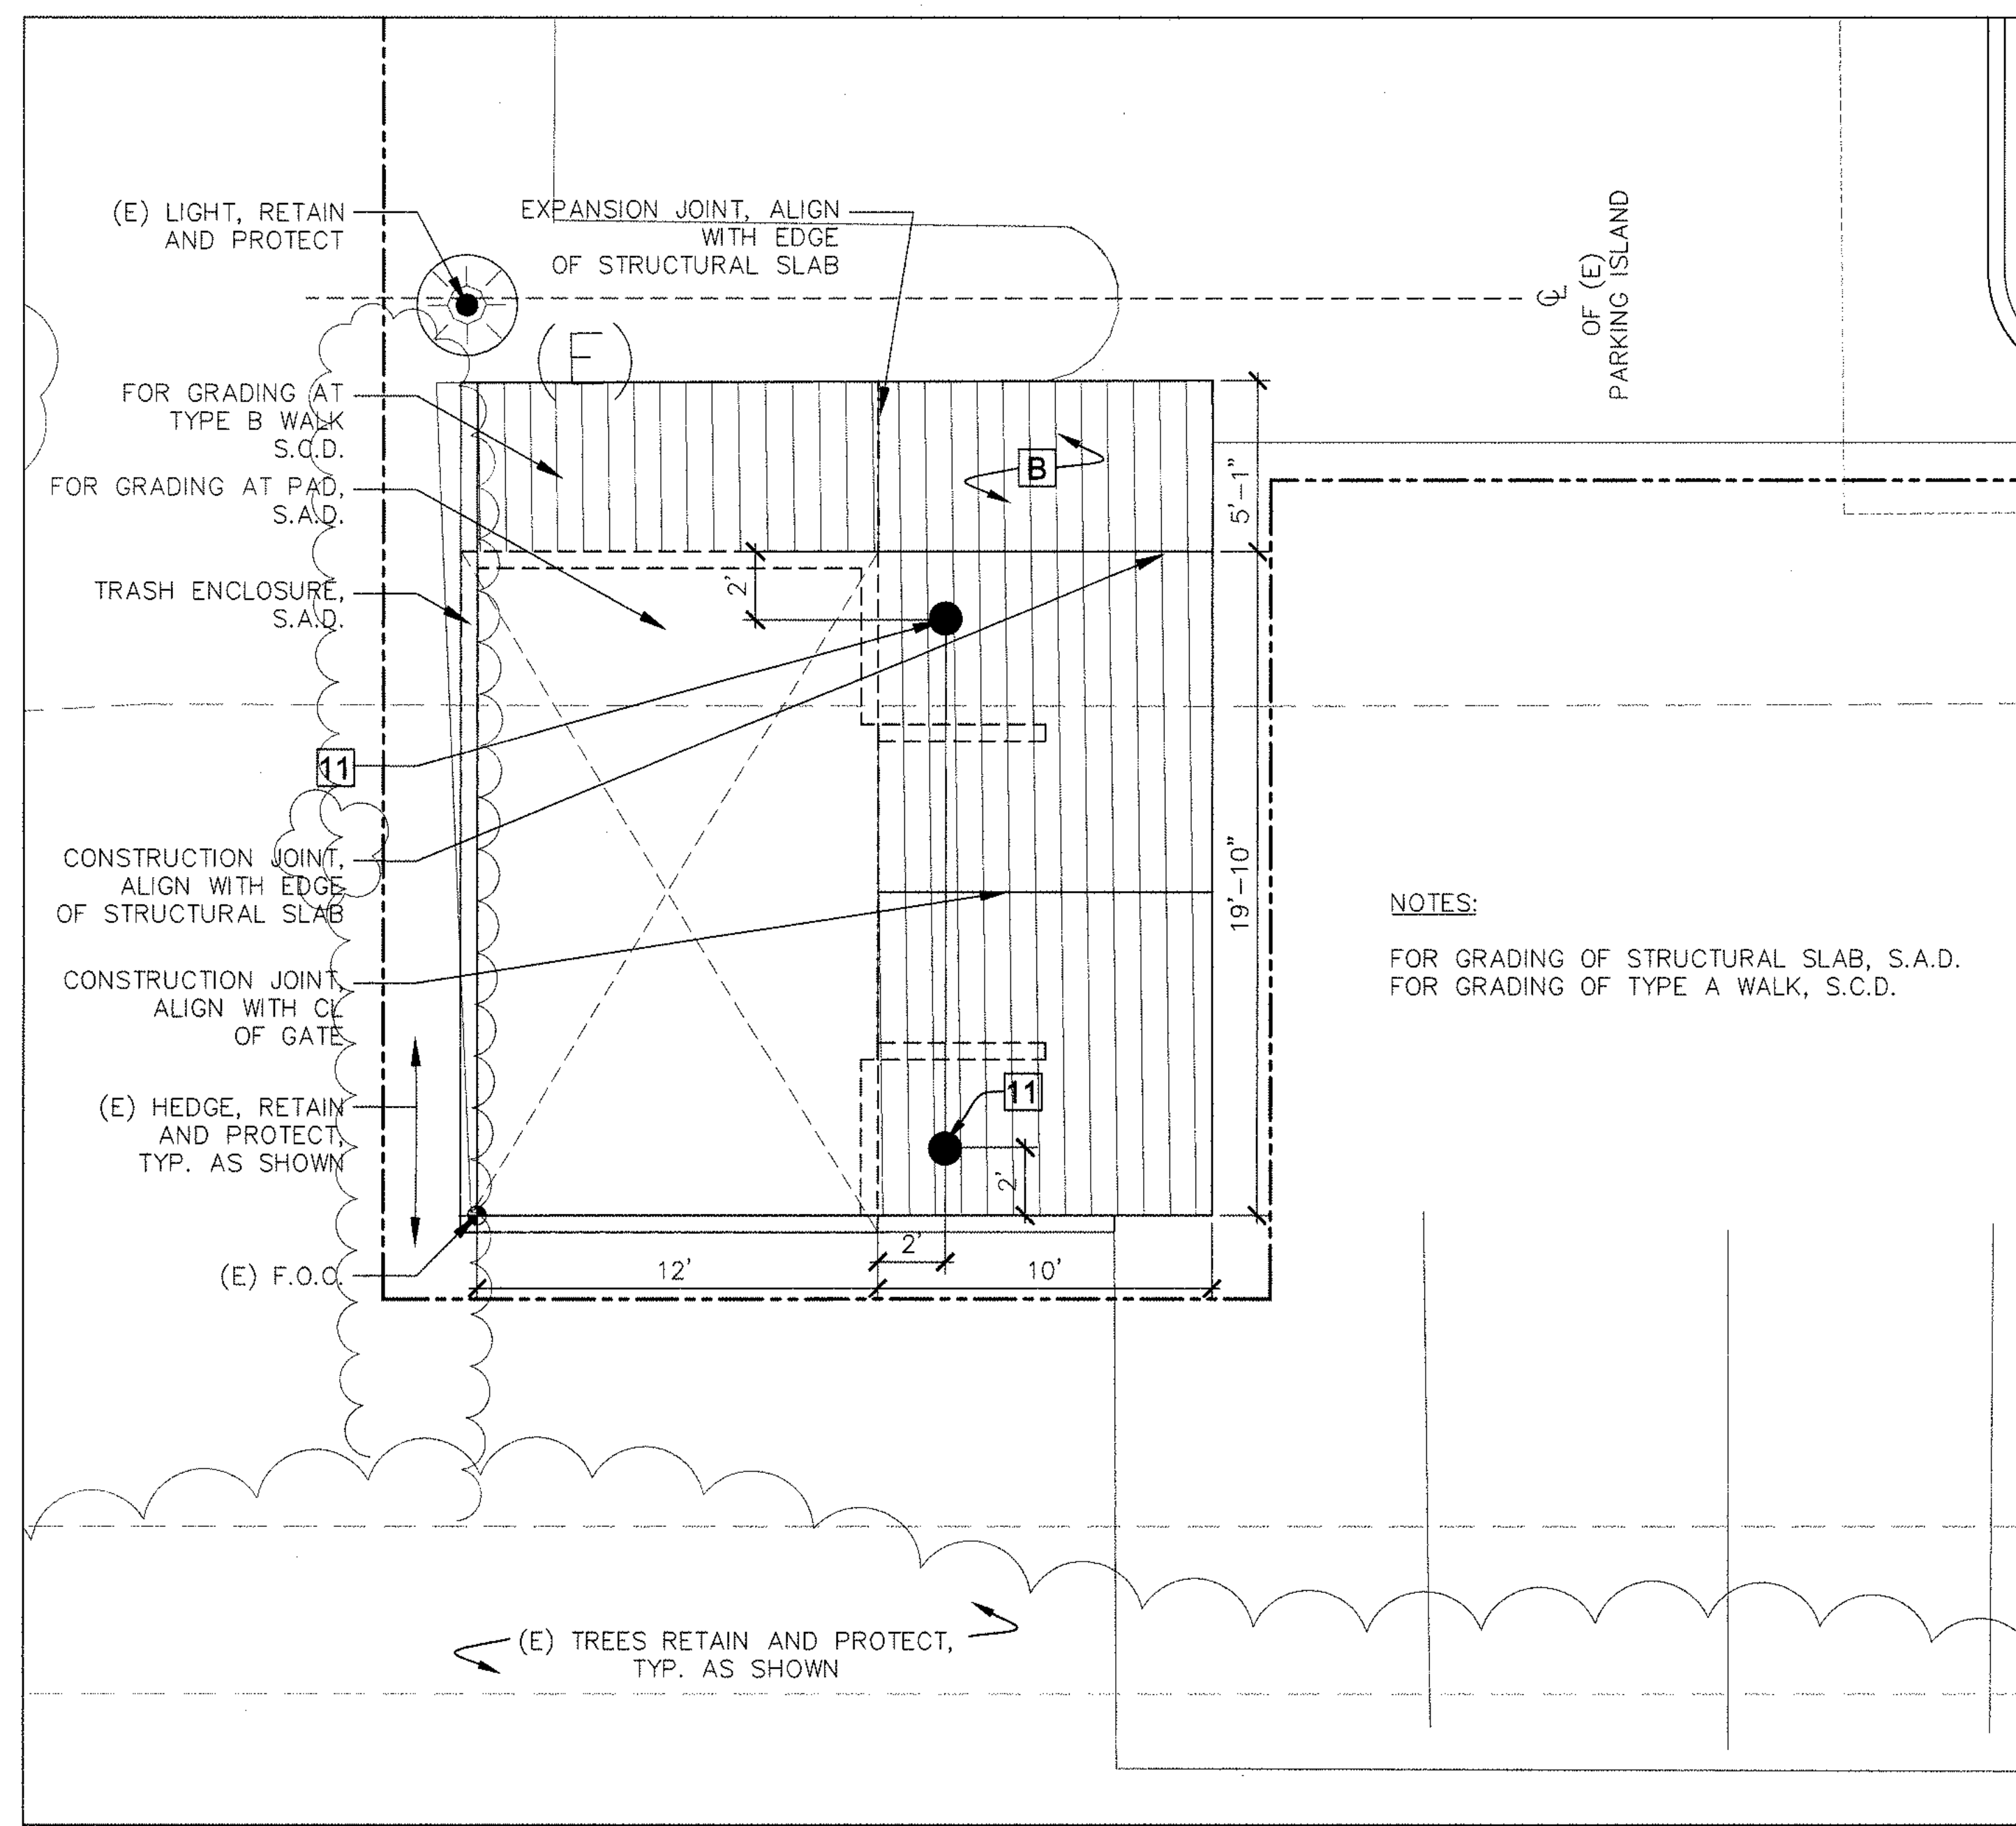 (E) LIGHT, RETAIN
AND PROTECT
EXPANSION JOINT, ALIGN
WITH EDGE
OF STRUCTURAL SLAB
℄
OF (E)
PARKING ISLAND
(E)
FOR GRADING AT
TYPE B WALK
S.C.D.
FOR GRADING AT PAD,
S.A.D.
B
5'-1"
TRASH ENCLOSURE,
S.A.D.
2'
11
CONSTRUCTION JOINT,
ALIGN WITH EDGE
OF STRUCTURAL SLAB
19'-10"
NOTES:
FOR GRADING OF STRUCTURAL SLAB, S.A.D.
FOR GRADING OF TYPE A WALK, S.C.D.
CONSTRUCTION JOINT,
ALIGN WITH CL
OF GATE
(E) HEDGE, RETAIN
AND PROTECT,
TYP. AS SHOWN
11
2'
(E) F.O.C.
12'
2'
10'
(E) TREES RETAIN AND PROTECT,
TYP. AS SHOWN